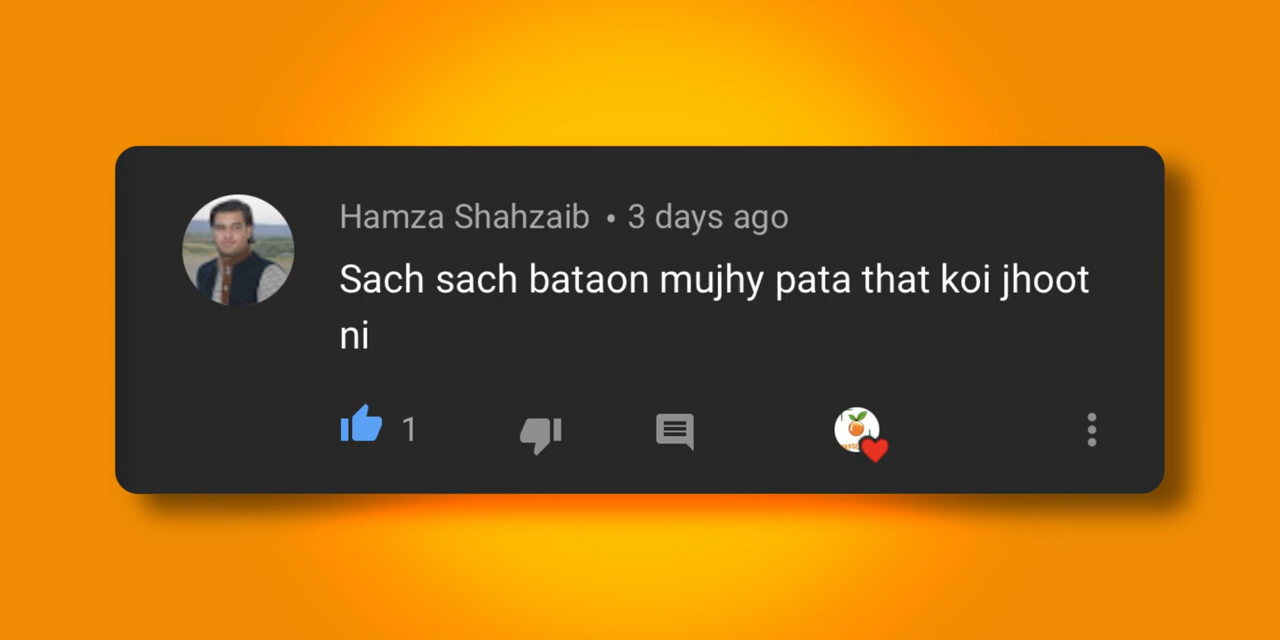 Hamza Shahzaib • 3 days ago
Sach sach bataon mujhy pata that koi jhoot
ni
1